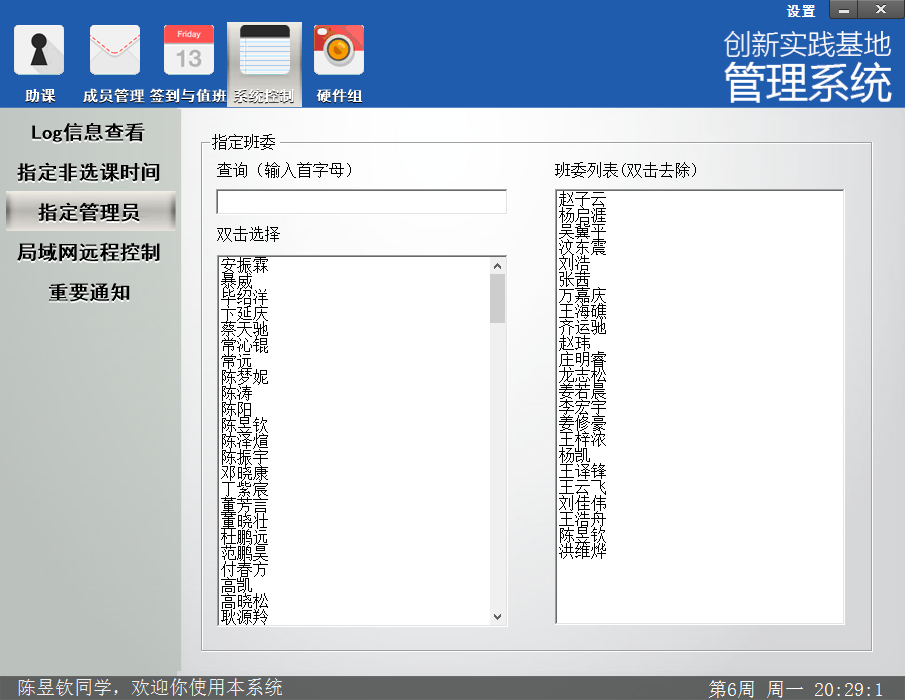 设置
创新实践基地
管理系统
Friday
13
助课
成员管理
签到与值班
系统控制
硬件组
Log信息查看
指定非选课时间
指定管理员
局域网远程控制
重要通知
指定班委
查询（输入首字母）
双击选择
安振霖
暴威
毕绍洋
卞延庆
蔡天驰
常沁锟
常远
陈梦妮
陈涛
陈阳
陈昱钦
陈泽煊
陈振宇
邓晓康
丁紫宸
董芳言
董晓壮
杜鹏远
范鹏昊
付春方
高凯
高晓松
耿源羚
班委列表(双击去除)
赵子云
杨启涯
吴冀平
汶东震
刘浩
张茜
万嘉庆
王海礁
齐运驰
赵玮
庄明睿
龙志松
姜若晨
李宏宇
姜修豪
王梓浓
杨凯
王译锋
王云飞
刘佳伟
王浩舟
陈昱钦
洪维烨
陈昱钦同学，欢迎你使用本系统
第6周 周一 20:29:1